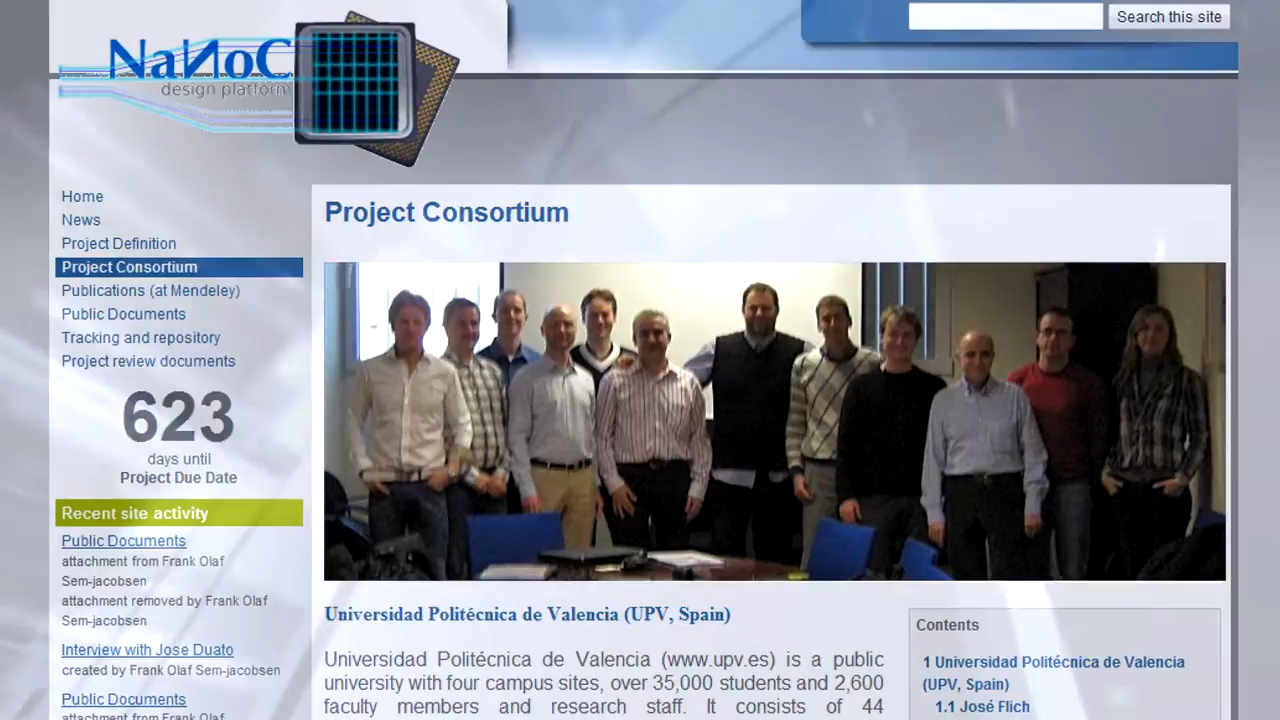 Search this site
NaNoC
design platform
Home
News
Project Definition
Project Consortium
Publications (at Mendeley)
Public Documents
Tracking and repository
Project review documents
623
days until
Project Due Date
Recent site activity
Public Documents
attachment from Frank Olaf
Sem-jacobsen
attachment removed by Frank Olaf
Sem-jacobsen
Interview with Jose Duato
created by Frank Olaf Sem-jacobsen
Public Documents
attachment from Frank Olaf
Project Consortium
Universidad Politécnica de Valencia (UPV, Spain)
Universidad Politécnica de Valencia (www.upv.es) is a public
university with four campus sites, over 35,000 students and 2,600
faculty members and research staff. It consists of 44
Contents
1 Universidad Politécnica de Valencia
(UPV, Spain)
1.1 José Flich